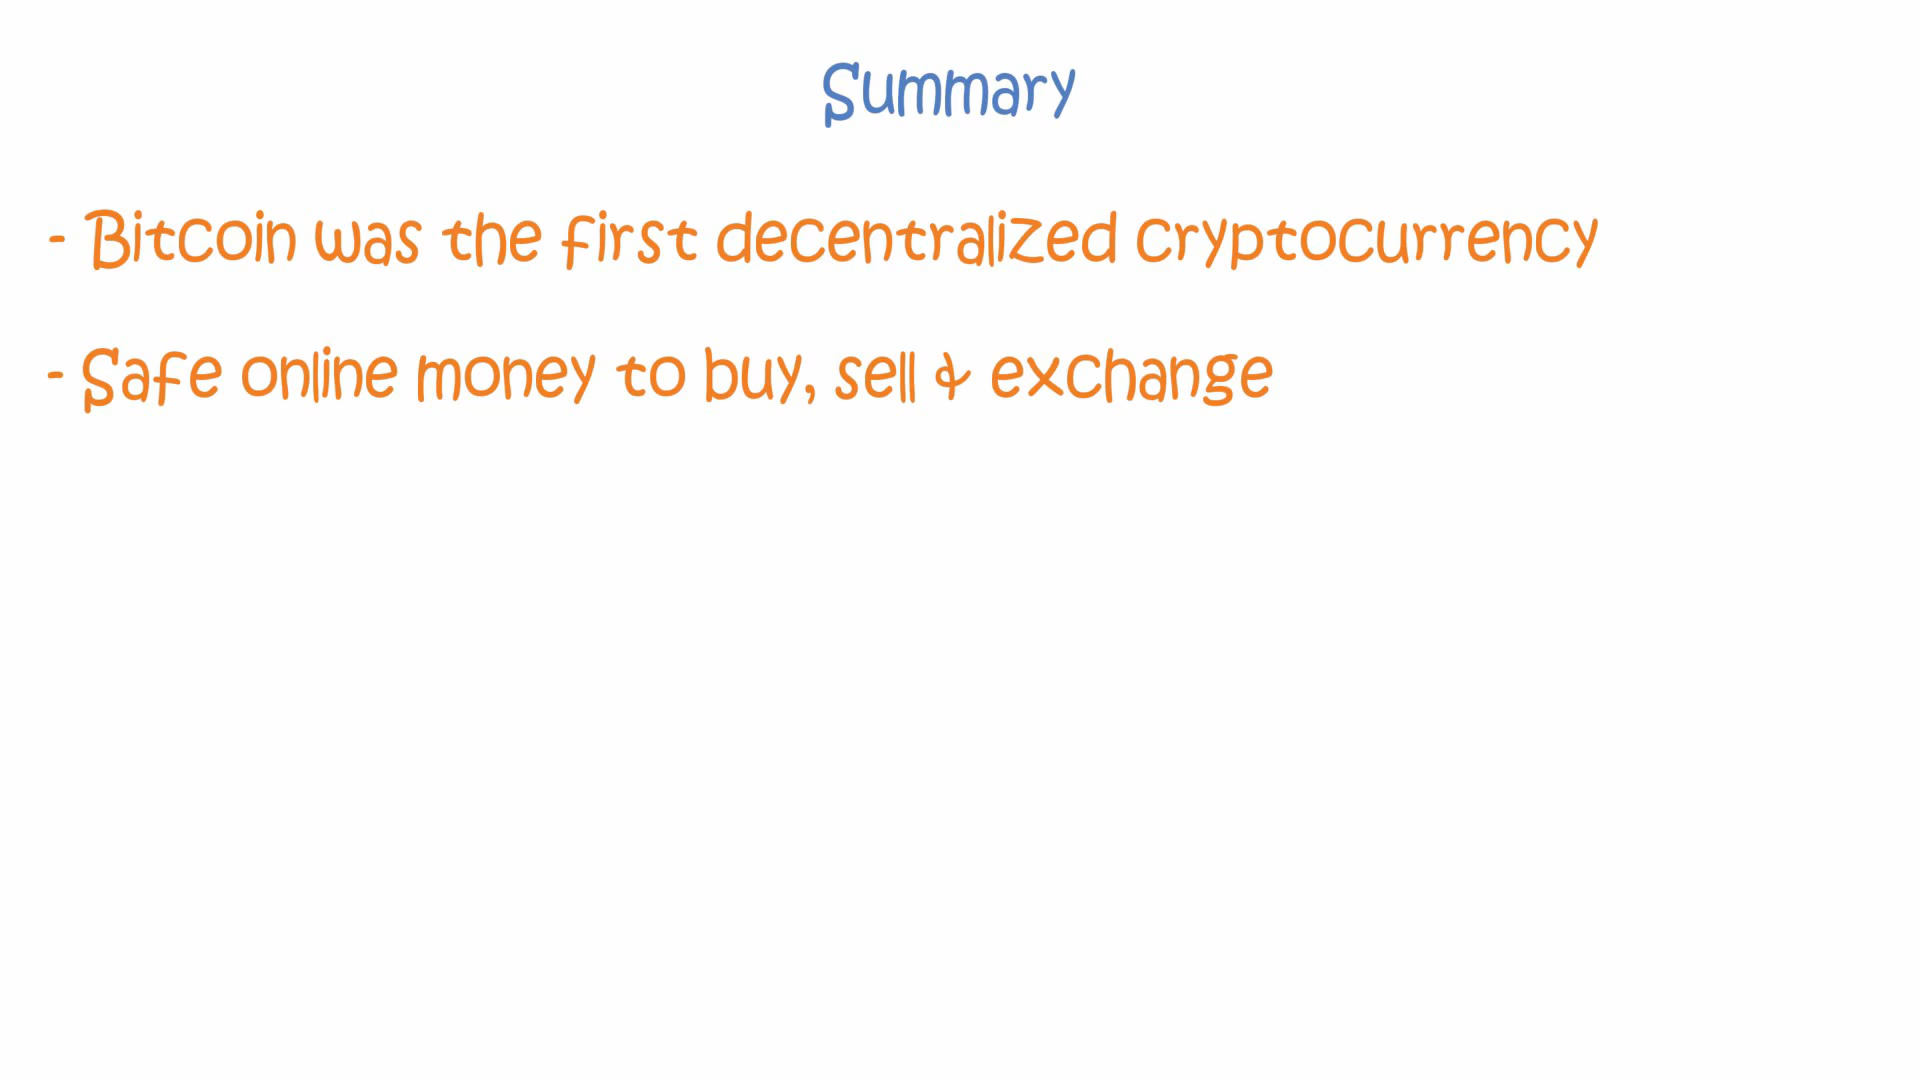 Summary
- Bitcoin was the first decentralized cryptocurrency
- Safe online money to buy, sell & exchange